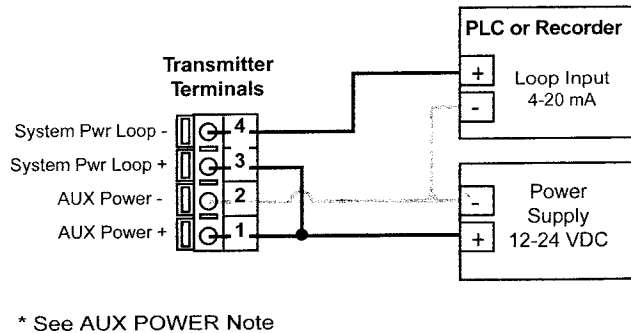 PLC or Recorder
+
Loop Input
4-20 mA
-
Transmitter
Terminals
System Pwr Loop - 4
System Pwr Loop + 3
AUX Power - 2
AUX Power + 1
-
Power
Supply
12-24 VDC
+
* See AUX POWER Note